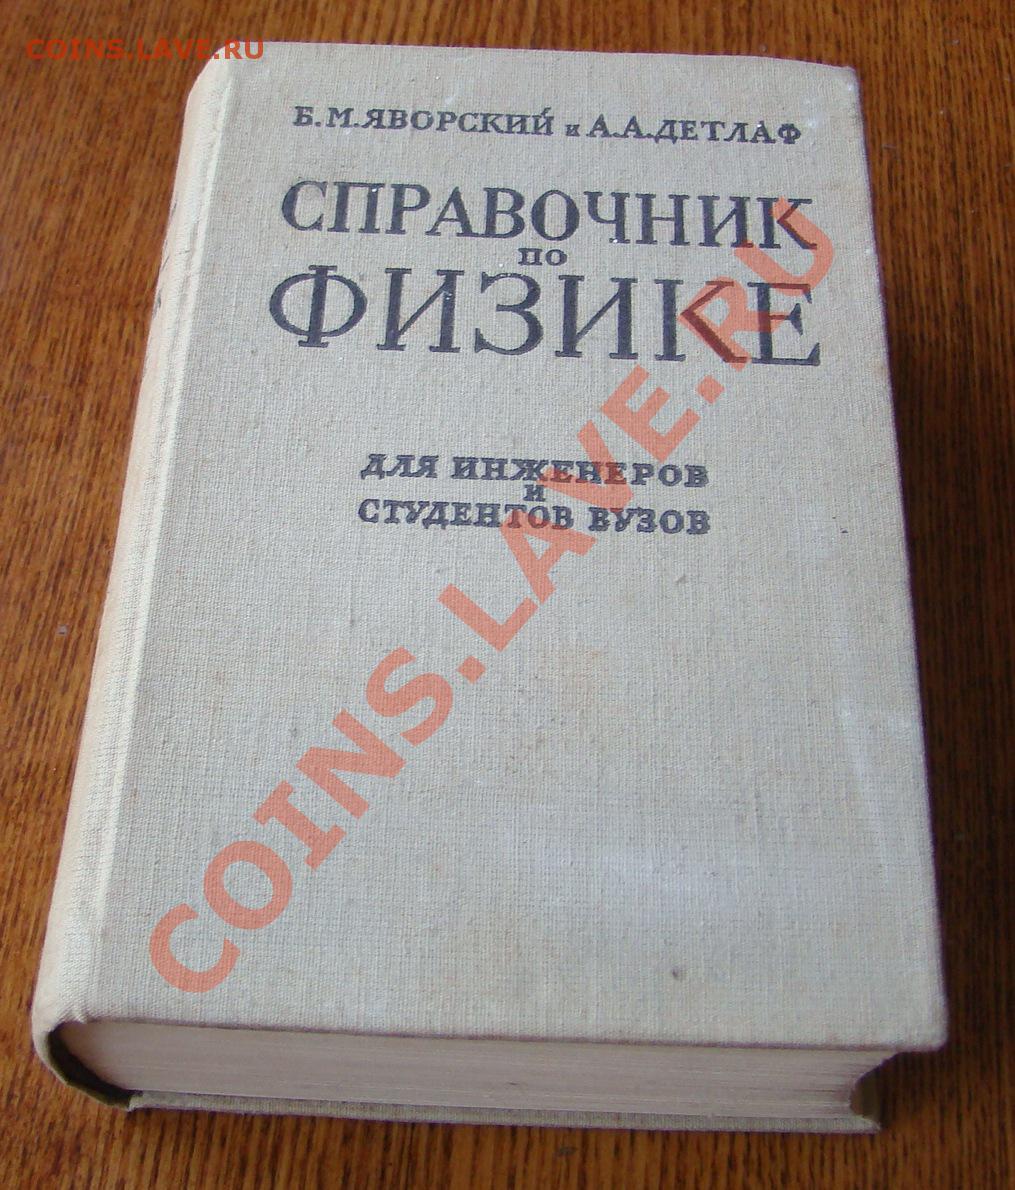 COINS.LAVE.RU
Б.М.ЯВОРСКИЙ и А.А.ДЕТЛАФ
СПРАВОЧНИК
ПО
ФИЗИКЕ
ДЛЯ ИНЖЕНЕРОВ
И
СТУДЕНТОВ ВУЗОВ
COINS.LAVE.RU